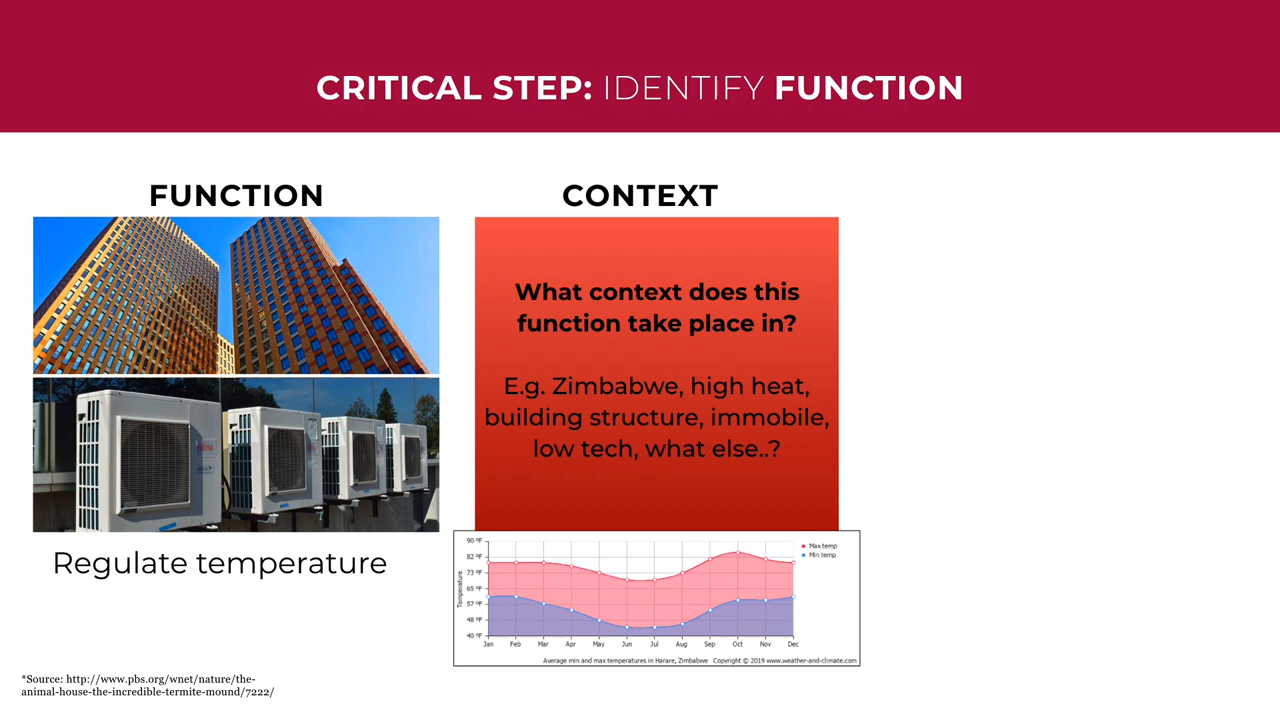 CRITICAL STEP: IDENTIFY FUNCTION
FUNCTION
CONTEXT
What context does this
function take place in?
E.g. Zimbabwe, high heat,
building structure, immobile,
low tech, what else..?
Regulate temperature
90 ºF
82 ºF
73 ºF
65 ºF
57 ºF
48 ºF
40 ºF
Temperature
Jan Feb Mar Apr May Jun Jul Aug Sep Oct Nov Dec
Max temp
Min temp
Average min and max temperatures in Harare, Zimbabwe Copyright © 2019 www.weather-and-climate.com
*Source: http://www.pbs.org/wnet/nature/the-
animal-house-the-incredible-termite-mound/7222/